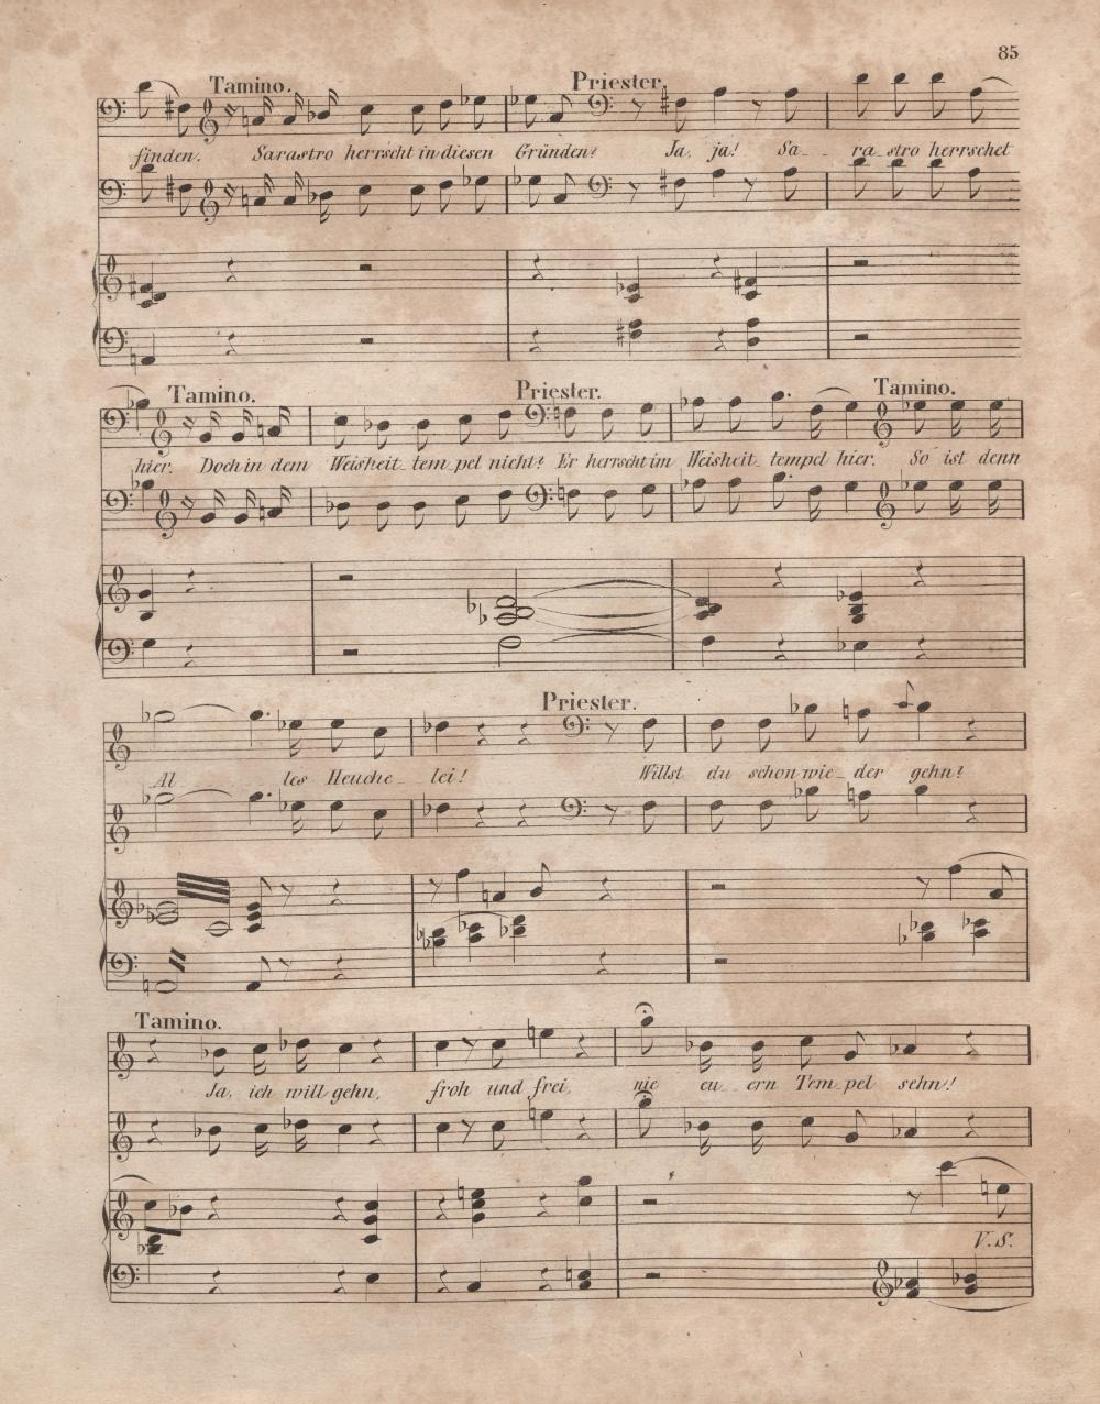 85
Tamino. Priester.
finden. Sarastro herrscht in diesen Gründen? Ja, ja! Sa- ra-stro herrschet
Tamino. Priester. Tamino.
hier. Doch in dem Weisheit-tem-pel nicht? Er herrscht im Weisheit-tempel hier. So ist denn
Priester.
Al les Heuche-lei! Willst du schon wie-der gehn?
Tamino.
Ja, ich will gehn, froh und frei, nie eu-ern Tem-pel sehn!
V.S.